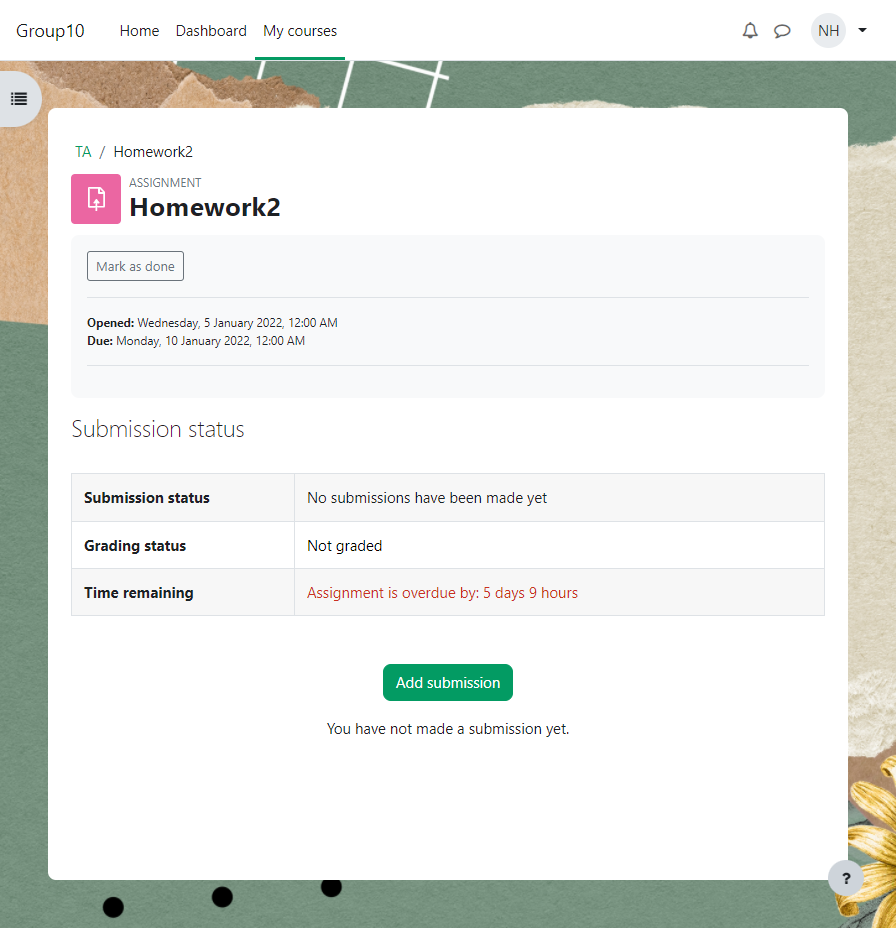 Group10 Home Dashboard My courses NH
TA / Homework2
ASSIGNMENT
Homework2
Mark as done
Opened: Wednesday, 5 January 2022, 12:00 AM
Due: Monday, 10 January 2022, 12:00 AM
Submission status
Submission status No submissions have been made yet
Grading status Not graded
Time remaining Assignment is overdue by: 5 days 9 hours
Add submission
You have not made a submission yet.
?